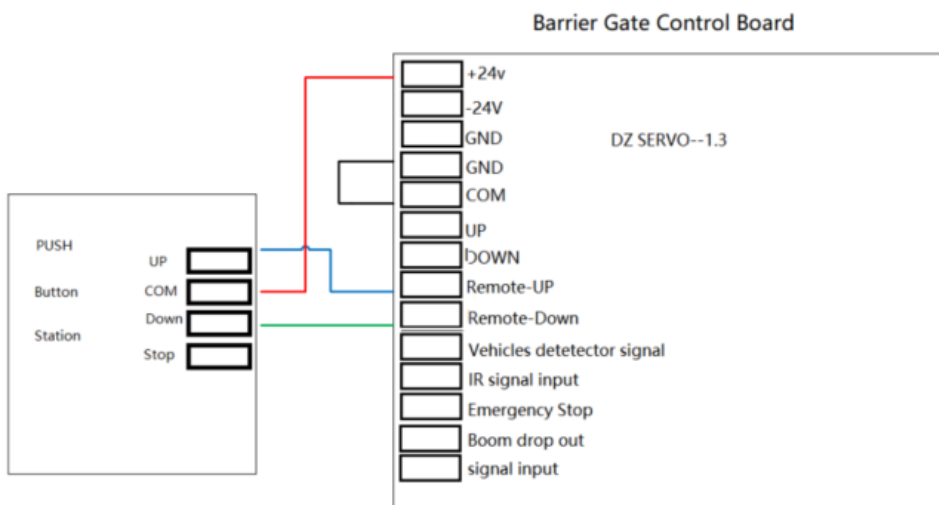 Barrier Gate Control Board
+24v
-24V
GND
DZ SERVO--1.3
GND
COM
UP
DOWN
Remote-UP
Remote-Down
Vehicles detetector signal
IR signal input
Emergency Stop
Boom drop out
signal input
PUSH
UP
Button
COM
Down
Station
Stop